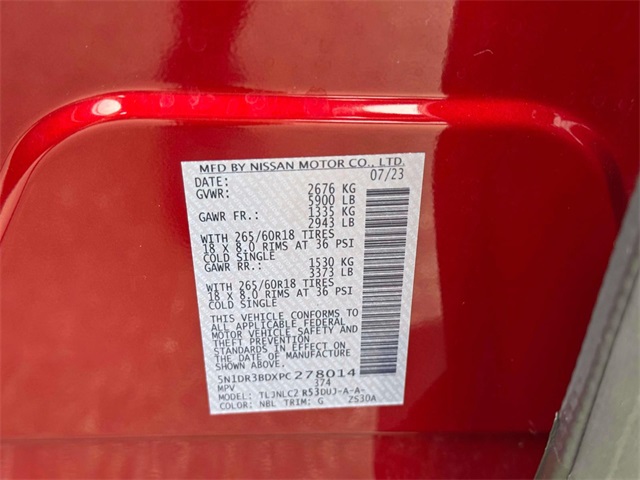 MFD BY NISSAN MOTOR CO., LTD.
DATE: 07/23
GVWR: 2676 KG
5900 LB
GAWR FR.: 1335 KG
2943 LB
WITH 265/60R18 TIRES
18 X 8.0 RIMS AT 36 PSI
COLD SINGLE
GAWR RR.: 1530 KG
3373 LB
WITH 265/60R18 TIRES
18 X 8.0 RIMS AT 36 PSI
COLD SINGLE
THIS VEHICLE CONFORMS TO
ALL APPLICABLE FEDERAL
MOTOR VEHICLE SAFETY AND
THEFT PREVENTION
STANDARDS IN EFFECT ON
THE DATE OF MANUFACTURE
SHOWN ABOVE.
5N1DR3BDXPC278014
MPV 374
MODEL: TLJNLCZ R53DUJ-A-A-
COLOR: NBL TRIM: G ZS30A